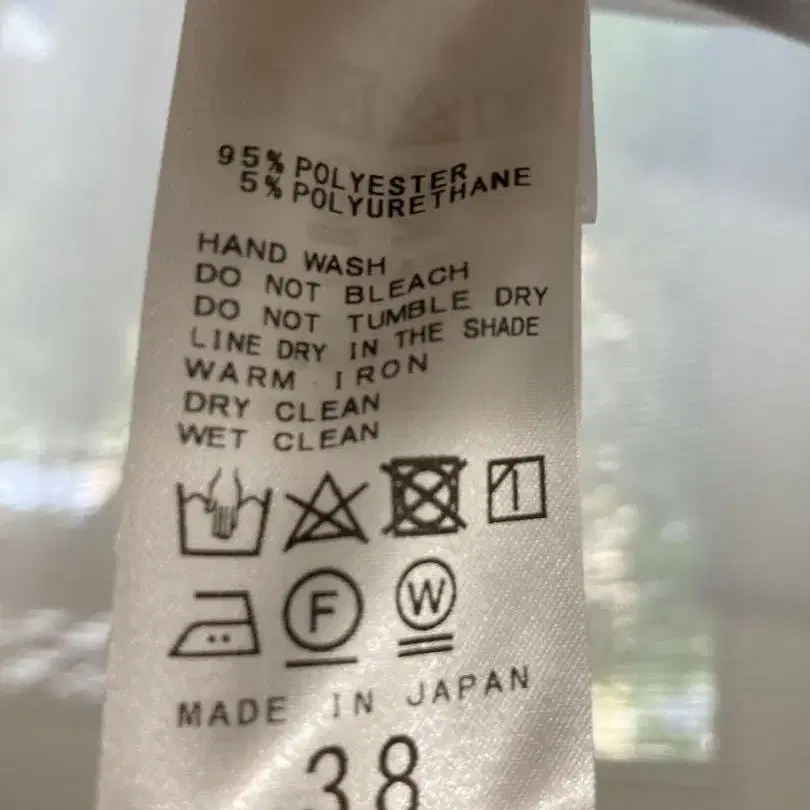 95% POLYESTER
5% POLYURETHANE
HAND WASH
DO NOT BLEACH
DO NOT TUMBLE DRY
LINE DRY IN THE SHADE
WARM IRON
DRY CLEAN
WET CLEAN
F W
MADE IN JAPAN
38